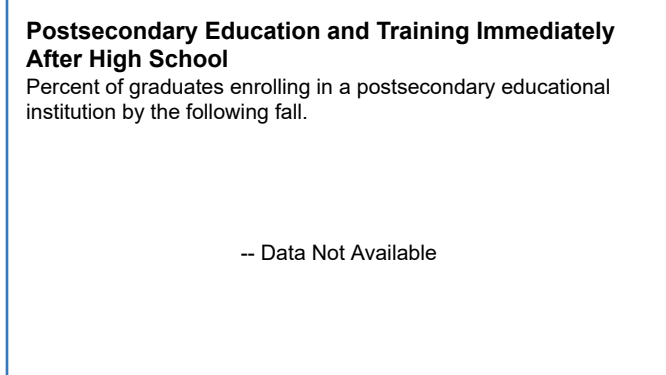 Postsecondary Education and Training Immediately
After High School
Percent of graduates enrolling in a postsecondary educational
institution by the following fall.
-- Data Not Available